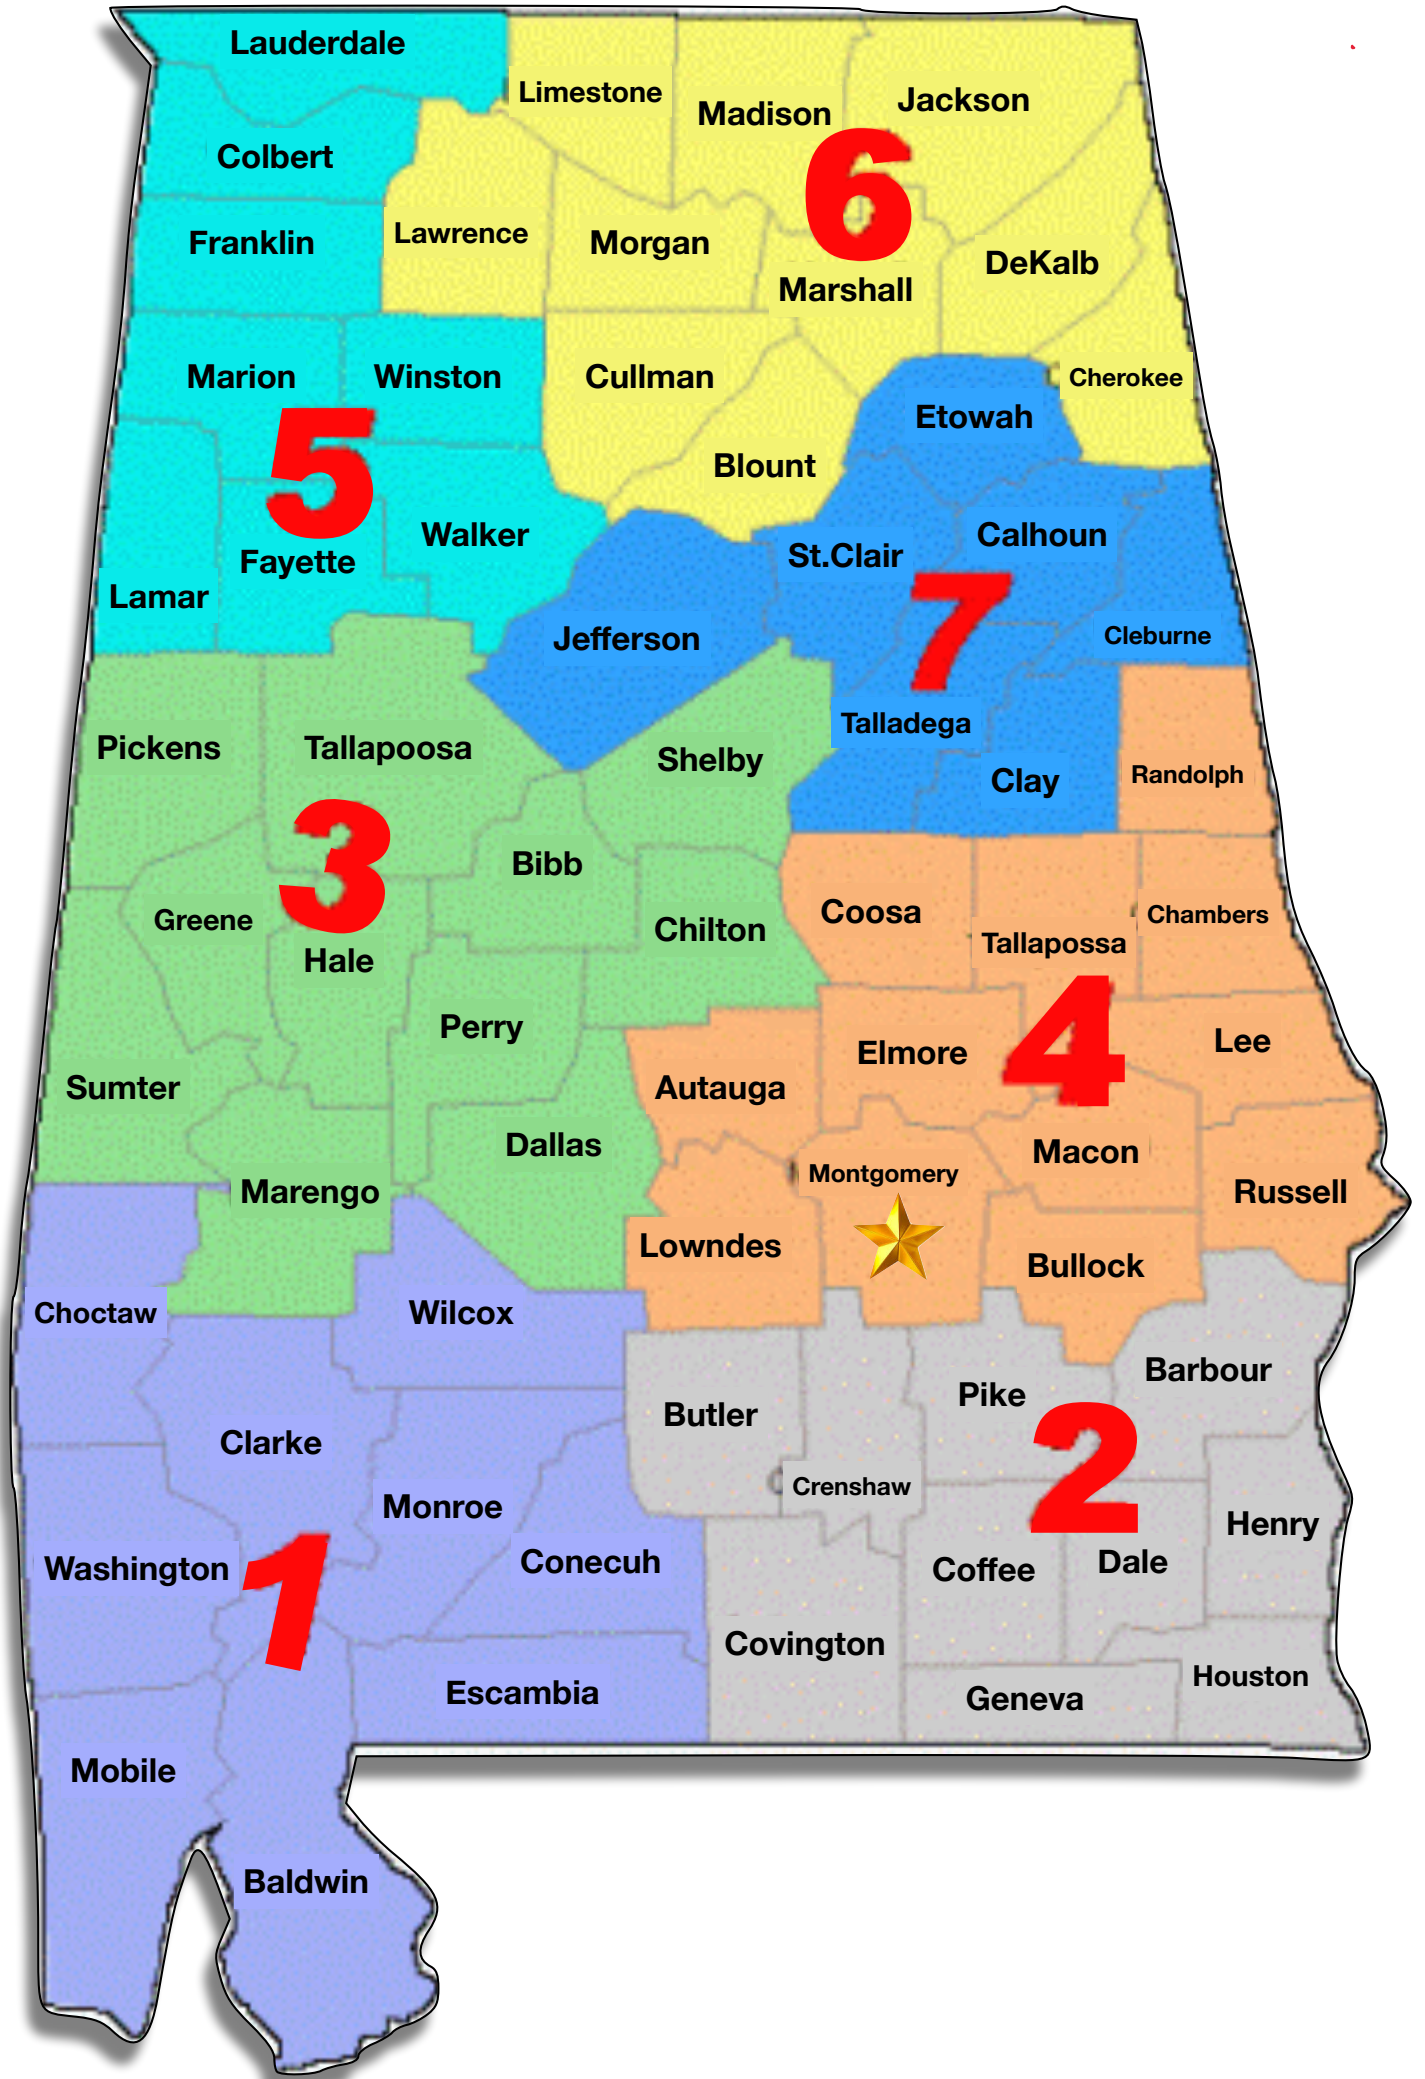 Lauderdale
Limestone
Madison
Jackson
Colbert
6
Franklin
Lawrence
Morgan
DeKalb
Marshall
Marion
Winston
Cullman
Cherokee
Etowah
5
Blount
Walker
St.Clair
Calhoun
Fayette
Lamar
7
Jefferson
Cleburne
Talladega
Pickens
Tallapoosa
Shelby
Clay
Randolph
3
Bibb
Greene
Chilton
Coosa
Chambers
Tallapossa
Hale
Perry
4
Elmore
Lee
Sumter
Autauga
Dallas
Macon
Marengo
Montgomery
Russell
Lowndes
Bullock
Choctaw
Wilcox
Barbour
Pike
Butler
Clarke
2
Crenshaw
Monroe
Henry
Washington
1
Conecuh
Coffee
Dale
Covington
Escambia
Geneva
Houston
Mobile
Baldwin